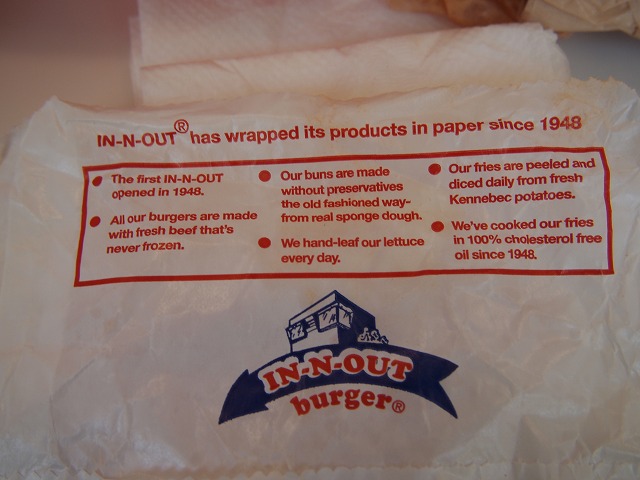 IN-N-OUT® has wrapped its products in paper since 1948
• The first IN-N-OUT
opened in 1948.
• All our burgers are made
with fresh beef that's
never frozen.
• Our buns are made
without preservatives
the old fashioned way-
from real sponge dough.
• We hand-leaf our lettuce
every day.
• Our fries are peeled and
diced daily from fresh
Kennebec potatoes.
• We've cooked our fries
in 100% cholesterol free
oil since 1948.
IN-N-OUT
burger®